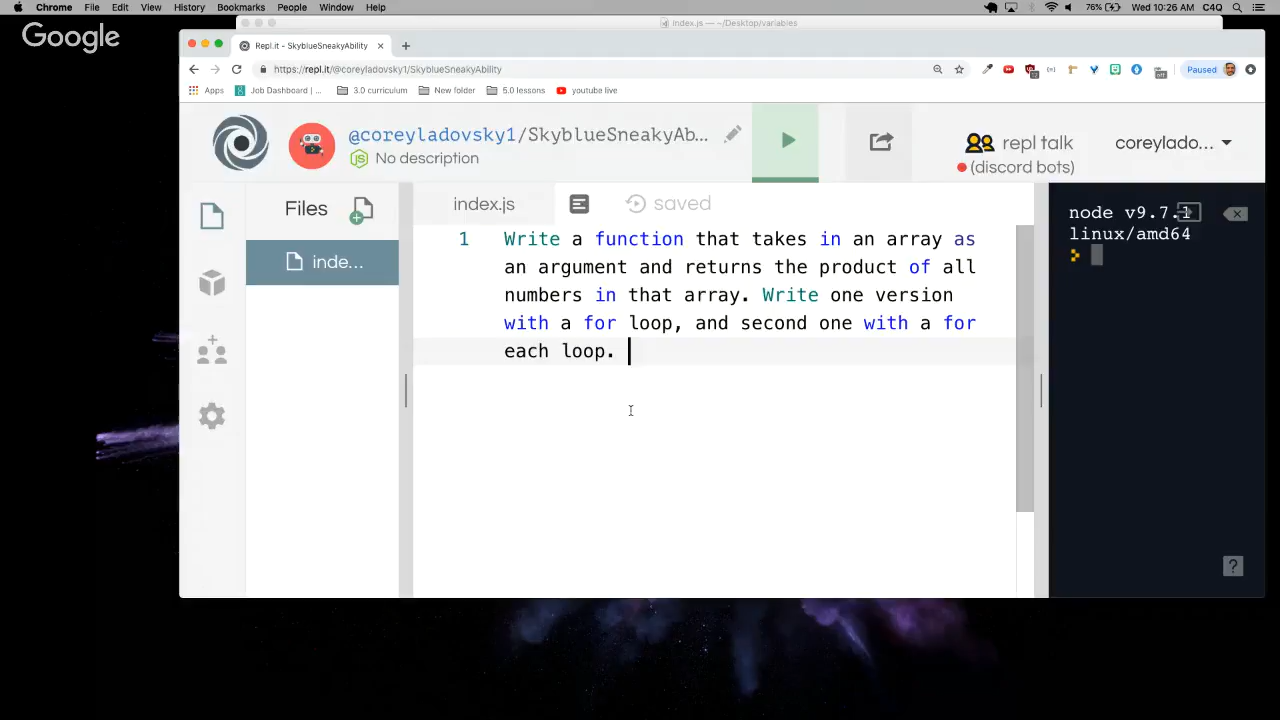 Chrome File Edit View History Bookmarks People Window Help 76% Wed 10:26 AM C4Q
Google
index.js — ~/Desktop/variables
Repl.it - SkyblueSneakyAbility
https://repl.it/@coreyladovsky1/SkyblueSneakyAbility Paused
Apps Job Dashboard | ... 3.0 curriculum New folder 5.0 lessons youtube live
@coreyladovsky1/SkyblueSneakyAb...
No description
repl talk
(discord bots)
coreylado...
Files
inde...
index.js
saved
1 Write a function that takes in an array as
an argument and returns the product of all
numbers in that array. Write one version
with a for loop, and second one with a for
each loop.
node v9.7.1
linux/amd64